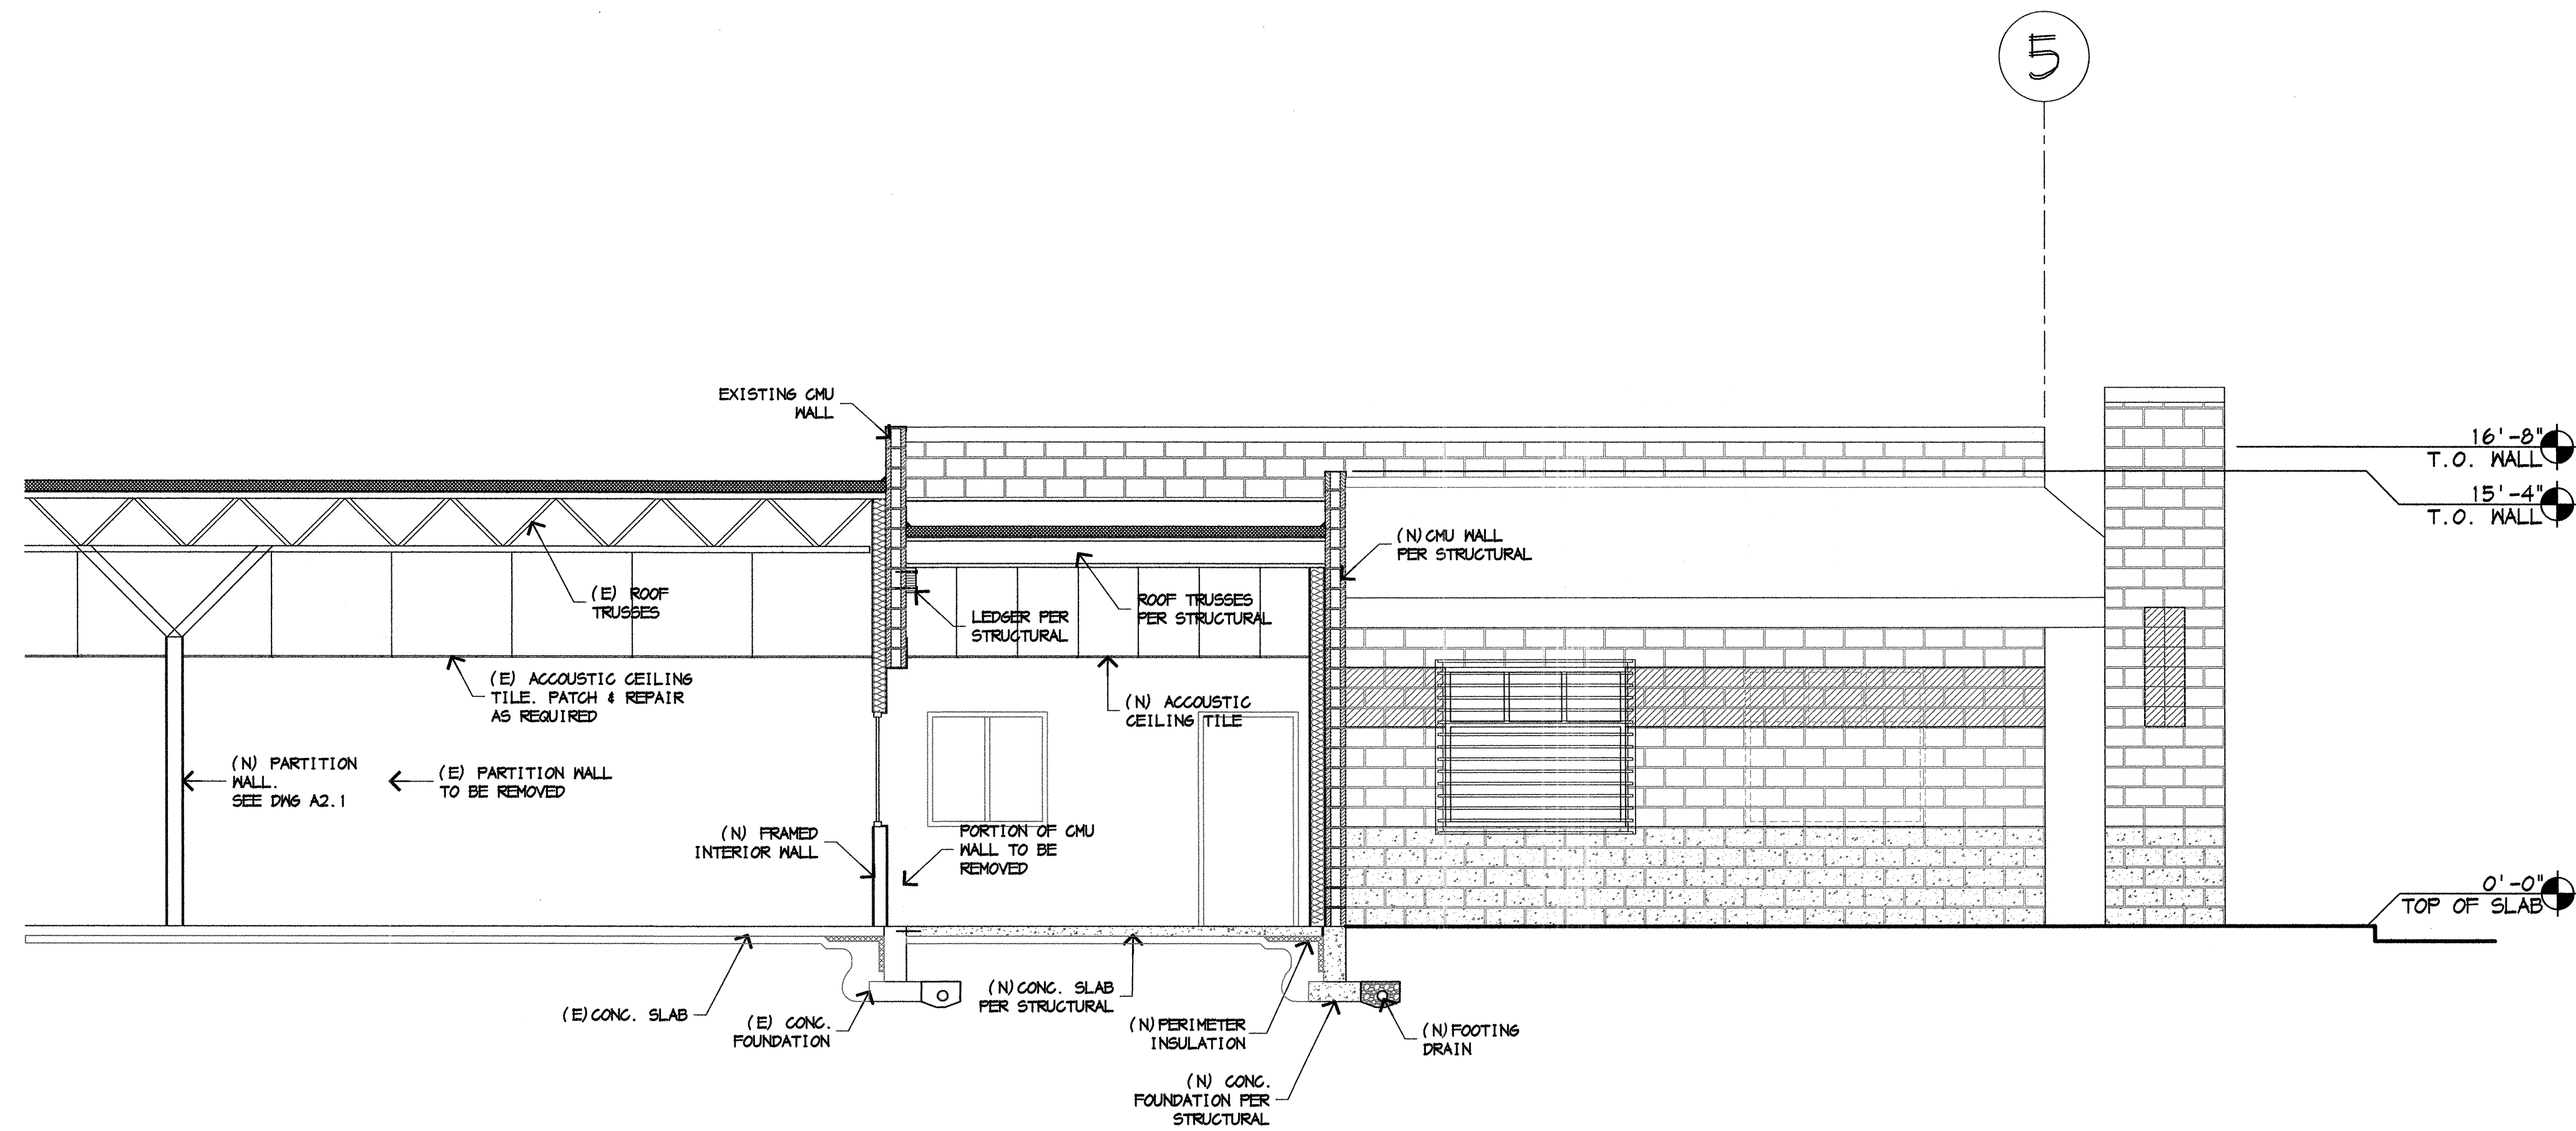 5
EXISTING CMU
WALL
16'-8"
T.O. WALL
15'-4"
T.O. WALL
(N)CMU WALL
PER STRUCTURAL
(E) ROOF
TRUSSES
LEDGER PER
STRUCTURAL
ROOF TRUSSES
PER STRUCTURAL
(E) ACCOUSTIC CEILING
TILE. PATCH & REPAIR
AS REQUIRED
(N) ACCOUSTIC
CEILING TILE
(N) PARTITION
WALL.
SEE DWG A2.1
(E) PARTITION WALL
TO BE REMOVED
(N) FRAMED
INTERIOR WALL
PORTION OF CMU
WALL TO BE
REMOVED
0'-0"
TOP OF SLAB
(E)CONC. SLAB
(E) CONC.
FOUNDATION
(N)CONC. SLAB
PER STRUCTURAL
(N)PERIMETER
INSULATION
(N)FOOTING
DRAIN
(N) CONC.
FOUNDATION PER
STRUCTURAL